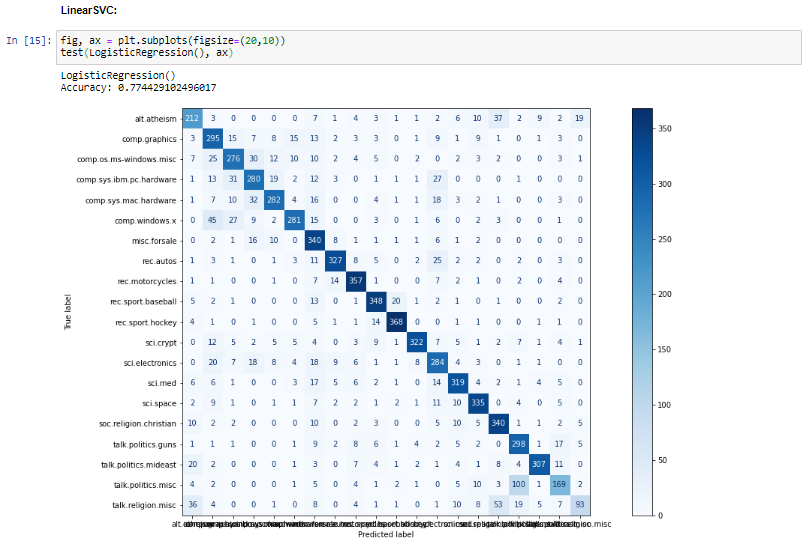 LinearSVC:
In [15]: fig, ax = plt.subplots(figsize=(20,10))
test(LogisticRegression(), ax)
LogisticRegression()
Accuracy: 0.774429102496017
alt.atheism 212 3 0 0 0 0 7 1 4 3 1 1 2 6 10 37 2 9 2 19
comp.graphics 3 295 15 7 8 15 13 2 3 3 0 1 9 1 9 1 0 1 3 0
comp.os.ms-windows.misc 7 25 276 30 12 10 10 2 4 5 0 2 2 3 2 0 0 3 1
comp.sys.ibm.pc.hardware 1 13 31 280 19 2 12 3 0 1 1 1 27 0 0 0 0 1 0 0
comp.sys.mac.hardware 1 7 10 32 282 4 16 0 0 4 1 1 18 3 2 1 0 0 3 0
comp.windows.x 0 45 27 9 2 281 15 0 0 3 0 1 6 0 2 3 0 0 1 0
misc.forsale 0 2 1 16 10 0 340 8 1 1 1 1 6 1 2 0 0 0 0 0
rec.autos 1 3 1 0 1 3 11 327 8 5 0 2 25 2 2 0 2 0 3 0
rec.motorcycles 1 1 0 0 1 0 7 14 357 1 0 0 7 2 1 0 2 0 4 0
rec.sport.baseball 5 2 1 0 0 0 13 0 1 348 20 1 2 1 0 1 0 0 2 0
rec.sport.hockey 4 1 0 1 0 0 5 1 1 14 368 0 0 1 1 0 0 1 1 0
sci.crypt 0 12 5 2 5 5 4 0 3 9 1 322 7 5 1 2 7 1 4 1
sci.electronics 0 20 7 18 8 4 18 9 6 1 1 8 284 4 3 0 1 1 0 0
sci.med 6 6 1 0 0 3 17 5 6 2 1 0 14 319 4 2 1 4 5 0
sci.space 2 9 1 0 1 1 7 2 2 1 2 1 11 10 335 0 4 0 5 0
soc.religion.christian 10 2 2 0 0 0 10 0 2 3 0 0 5 10 5 340 1 1 2 5
talk.politics.guns 1 1 1 0 0 1 9 2 8 6 1 4 2 5 2 0 298 1 17 5
talk.politics.mideast 20 2 0 0 0 1 3 0 7 4 1 2 1 4 1 8 4 307 11 0
talk.politics.misc 4 2 0 0 0 1 5 0 4 1 2 1 0 5 10 3 100 1 169 2
talk.religion.misc 36 4 0 0 1 0 8 0 4 1 1 0 1 10 8 53 19 5 7 93
True label
Predicted label
350
300
250
200
150
100
50
0